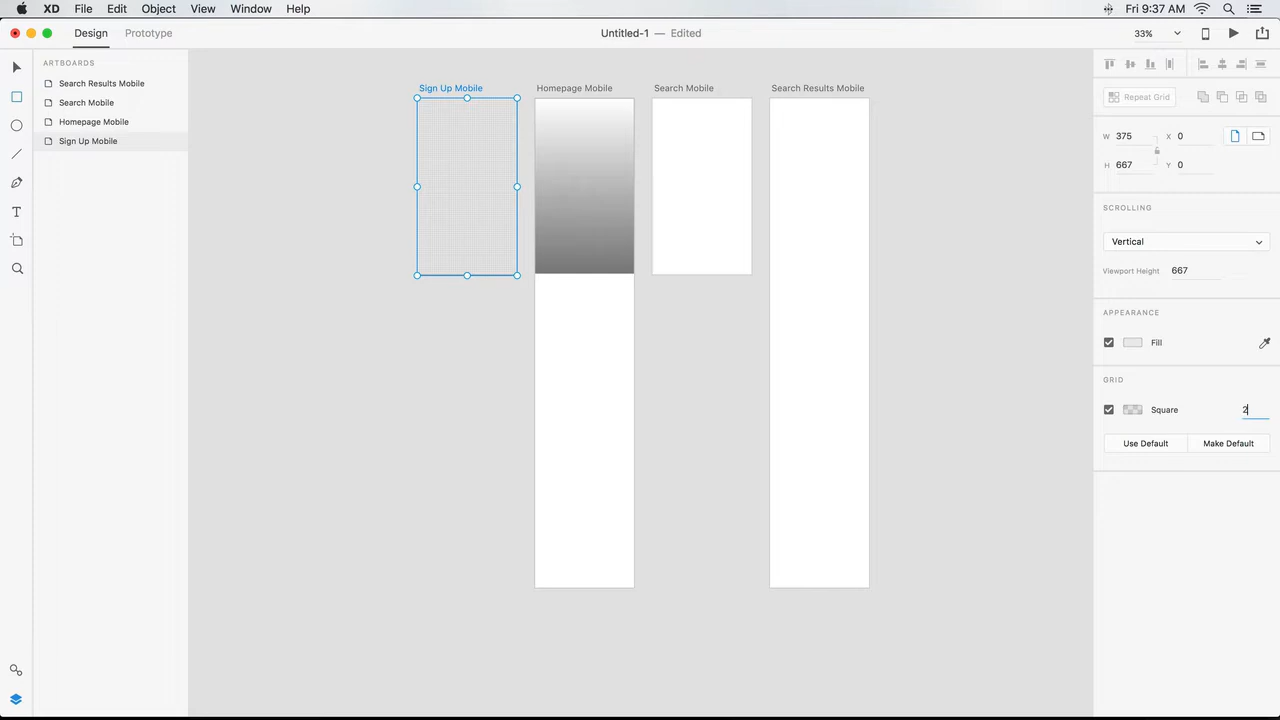 XD File Edit Object View Window Help Fri 9:37 AM
Design Prototype Untitled-1 — Edited 33%
ARTBOARDS
Search Results Mobile
Search Mobile
Homepage Mobile
Sign Up Mobile
Sign Up Mobile Homepage Mobile Search Mobile Search Results Mobile
Repeat Grid
W 375 X 0
H 667 Y 0
SCROLLING
Vertical
Viewport Height 667
APPEARANCE
Fill
GRID
Square 2
Use Default Make Default